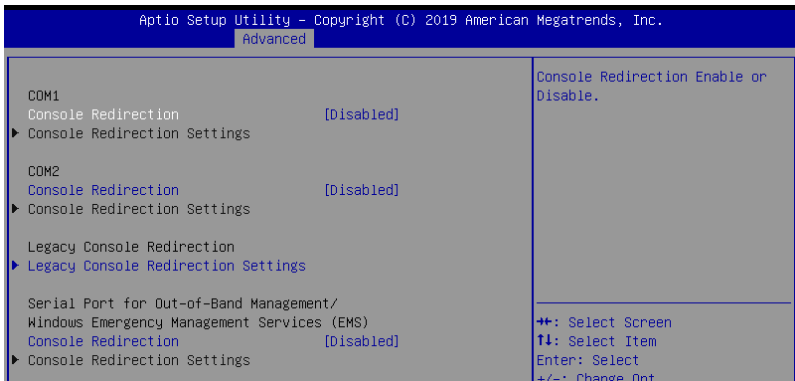 Aptio Setup Utility – Copyright (C) 2019 American Megatrends, Inc.
Advanced
COM1
Console Redirection [Disabled]
Console Redirection Settings
COM2
Console Redirection [Disabled]
Console Redirection Settings
Legacy Console Redirection
Legacy Console Redirection Settings
Serial Port for Out-of-Band Management/
Windows Emergency Management Services (EMS)
Console Redirection [Disabled]
Console Redirection Settings
Console Redirection Enable or
Disable.
→←: Select Screen
↑↓: Select Item
Enter: Select
+/-: Change Opt.